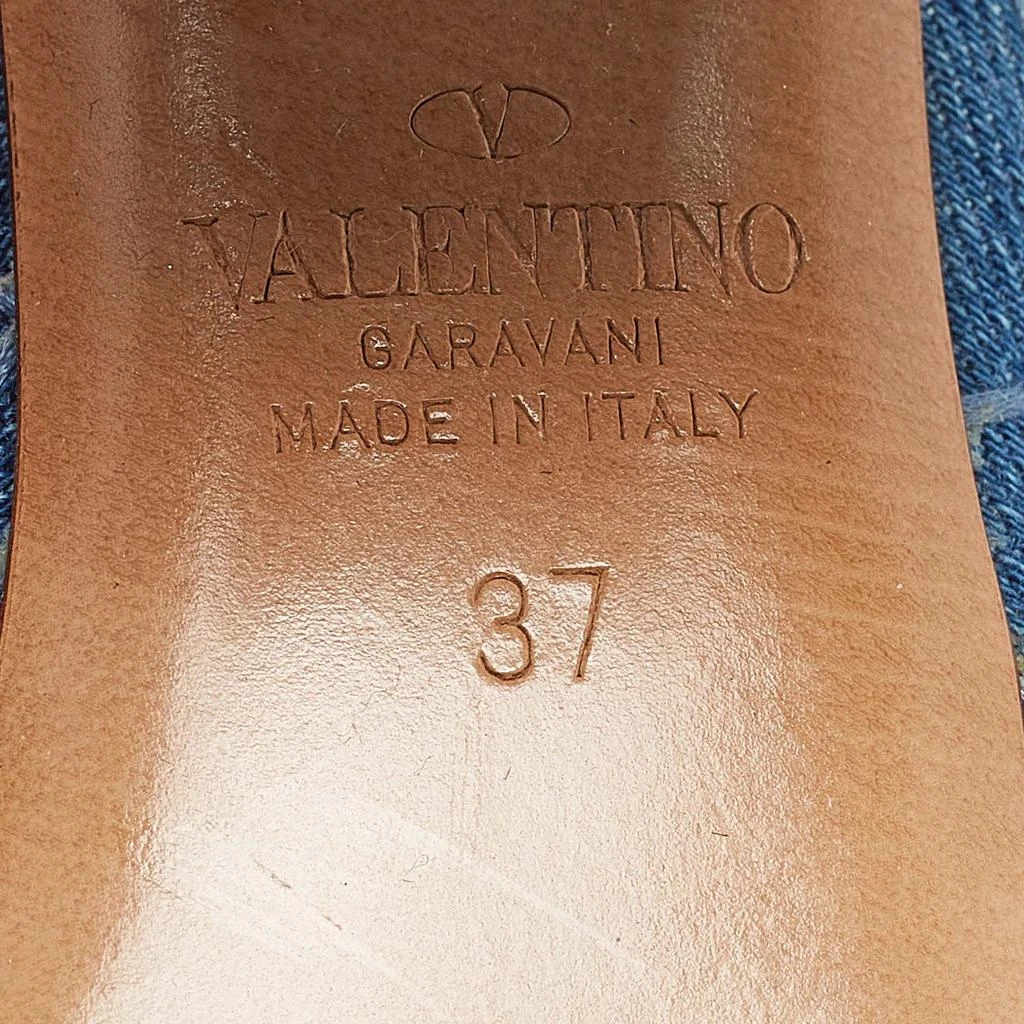 V
VALENTINO
GARAVANI
MADE IN ITALY
37